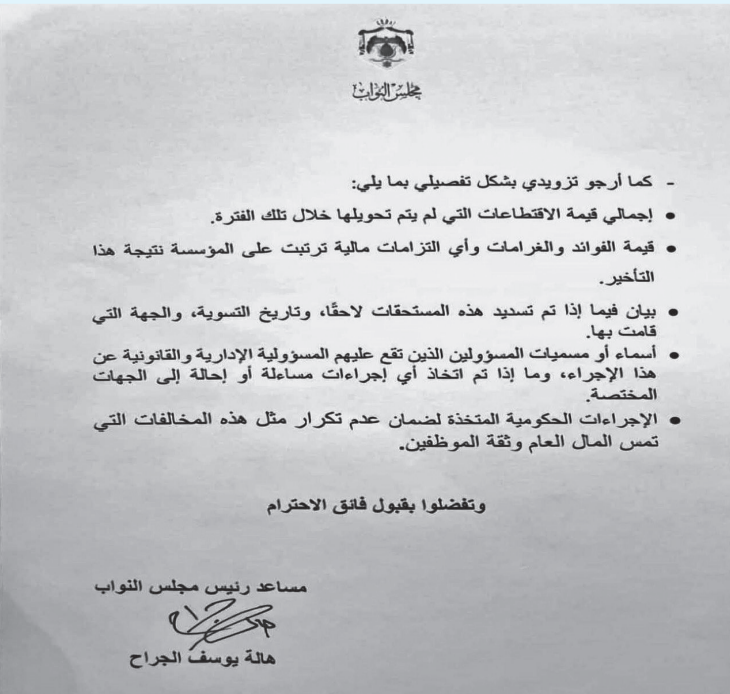 مجلس النواب
- كما أرجو تزويدي بشكل تفصيلي بما يلي:
• إجمالي قيمة الاقتطاعات التي لم يتم تحويلها خلال تلك الفترة.
• قيمة الفوائد والغرامات وأي التزامات مالية ترتبت على المؤسسة نتيجة هذا
التأخير.
• بيان فيما إذا تم تسديد هذه المستحقات لاحقًا، وتاريخ التسوية، والجهة التي
قامت بها.
• أسماء أو مسميات المسؤولين الذين تقع عليهم المسؤولية الإدارية والقانونية عن
هذا الإجراء، وما إذا تم اتخاذ أي إجراءات مساءلة أو إحالة إلى الجهات
المختصة.
• الإجراءات الحكومية المتخذة لضمان عدم تكرار مثل هذه المخالفات التي
تمس المال العام وثقة الموظفين.
وتفضلوا بقبول فائق الاحترام
مساعد رئيس مجلس النواب
هالة يوسف الجراح